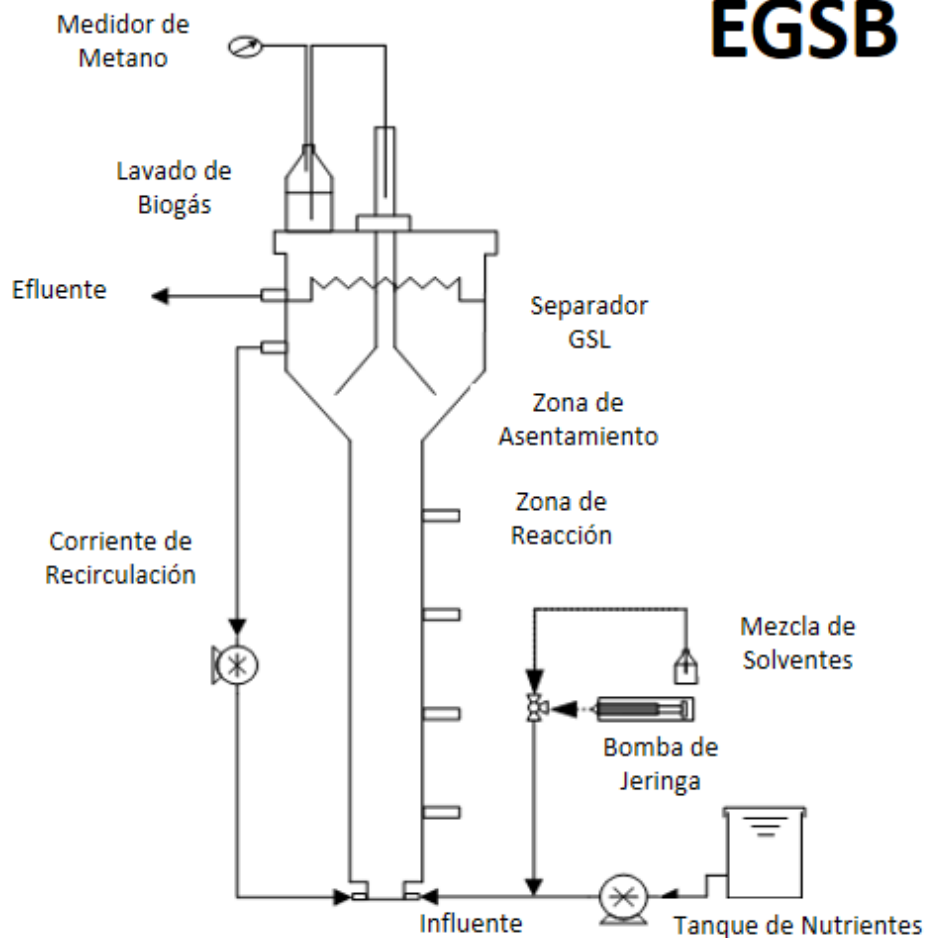 EGSB
Medidor de
Metano
Lavado de
Biogás
Efluente
Separador
GSL
Zona de
Asentamiento
Zona de
Reacción
Corriente de
Recirculación
Mezcla de
Solventes
Bomba de
Jeringa
Influente
Tanque de Nutrientes